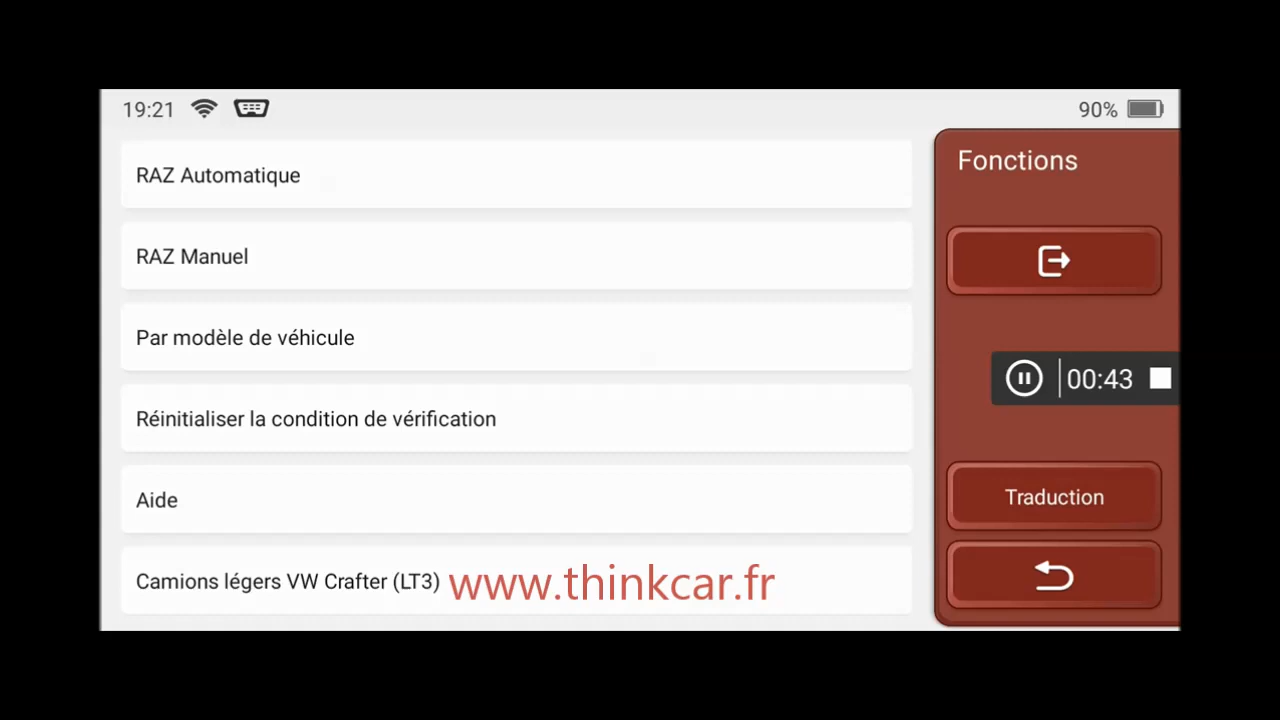 19:21
90%
RAZ Automatique
RAZ Manuel
Par modèle de véhicule
Réinitialiser la condition de vérification
Aide
Camions légers VW Crafter (LT3)
www.thinkcar.fr
Fonctions
00:43
Traduction